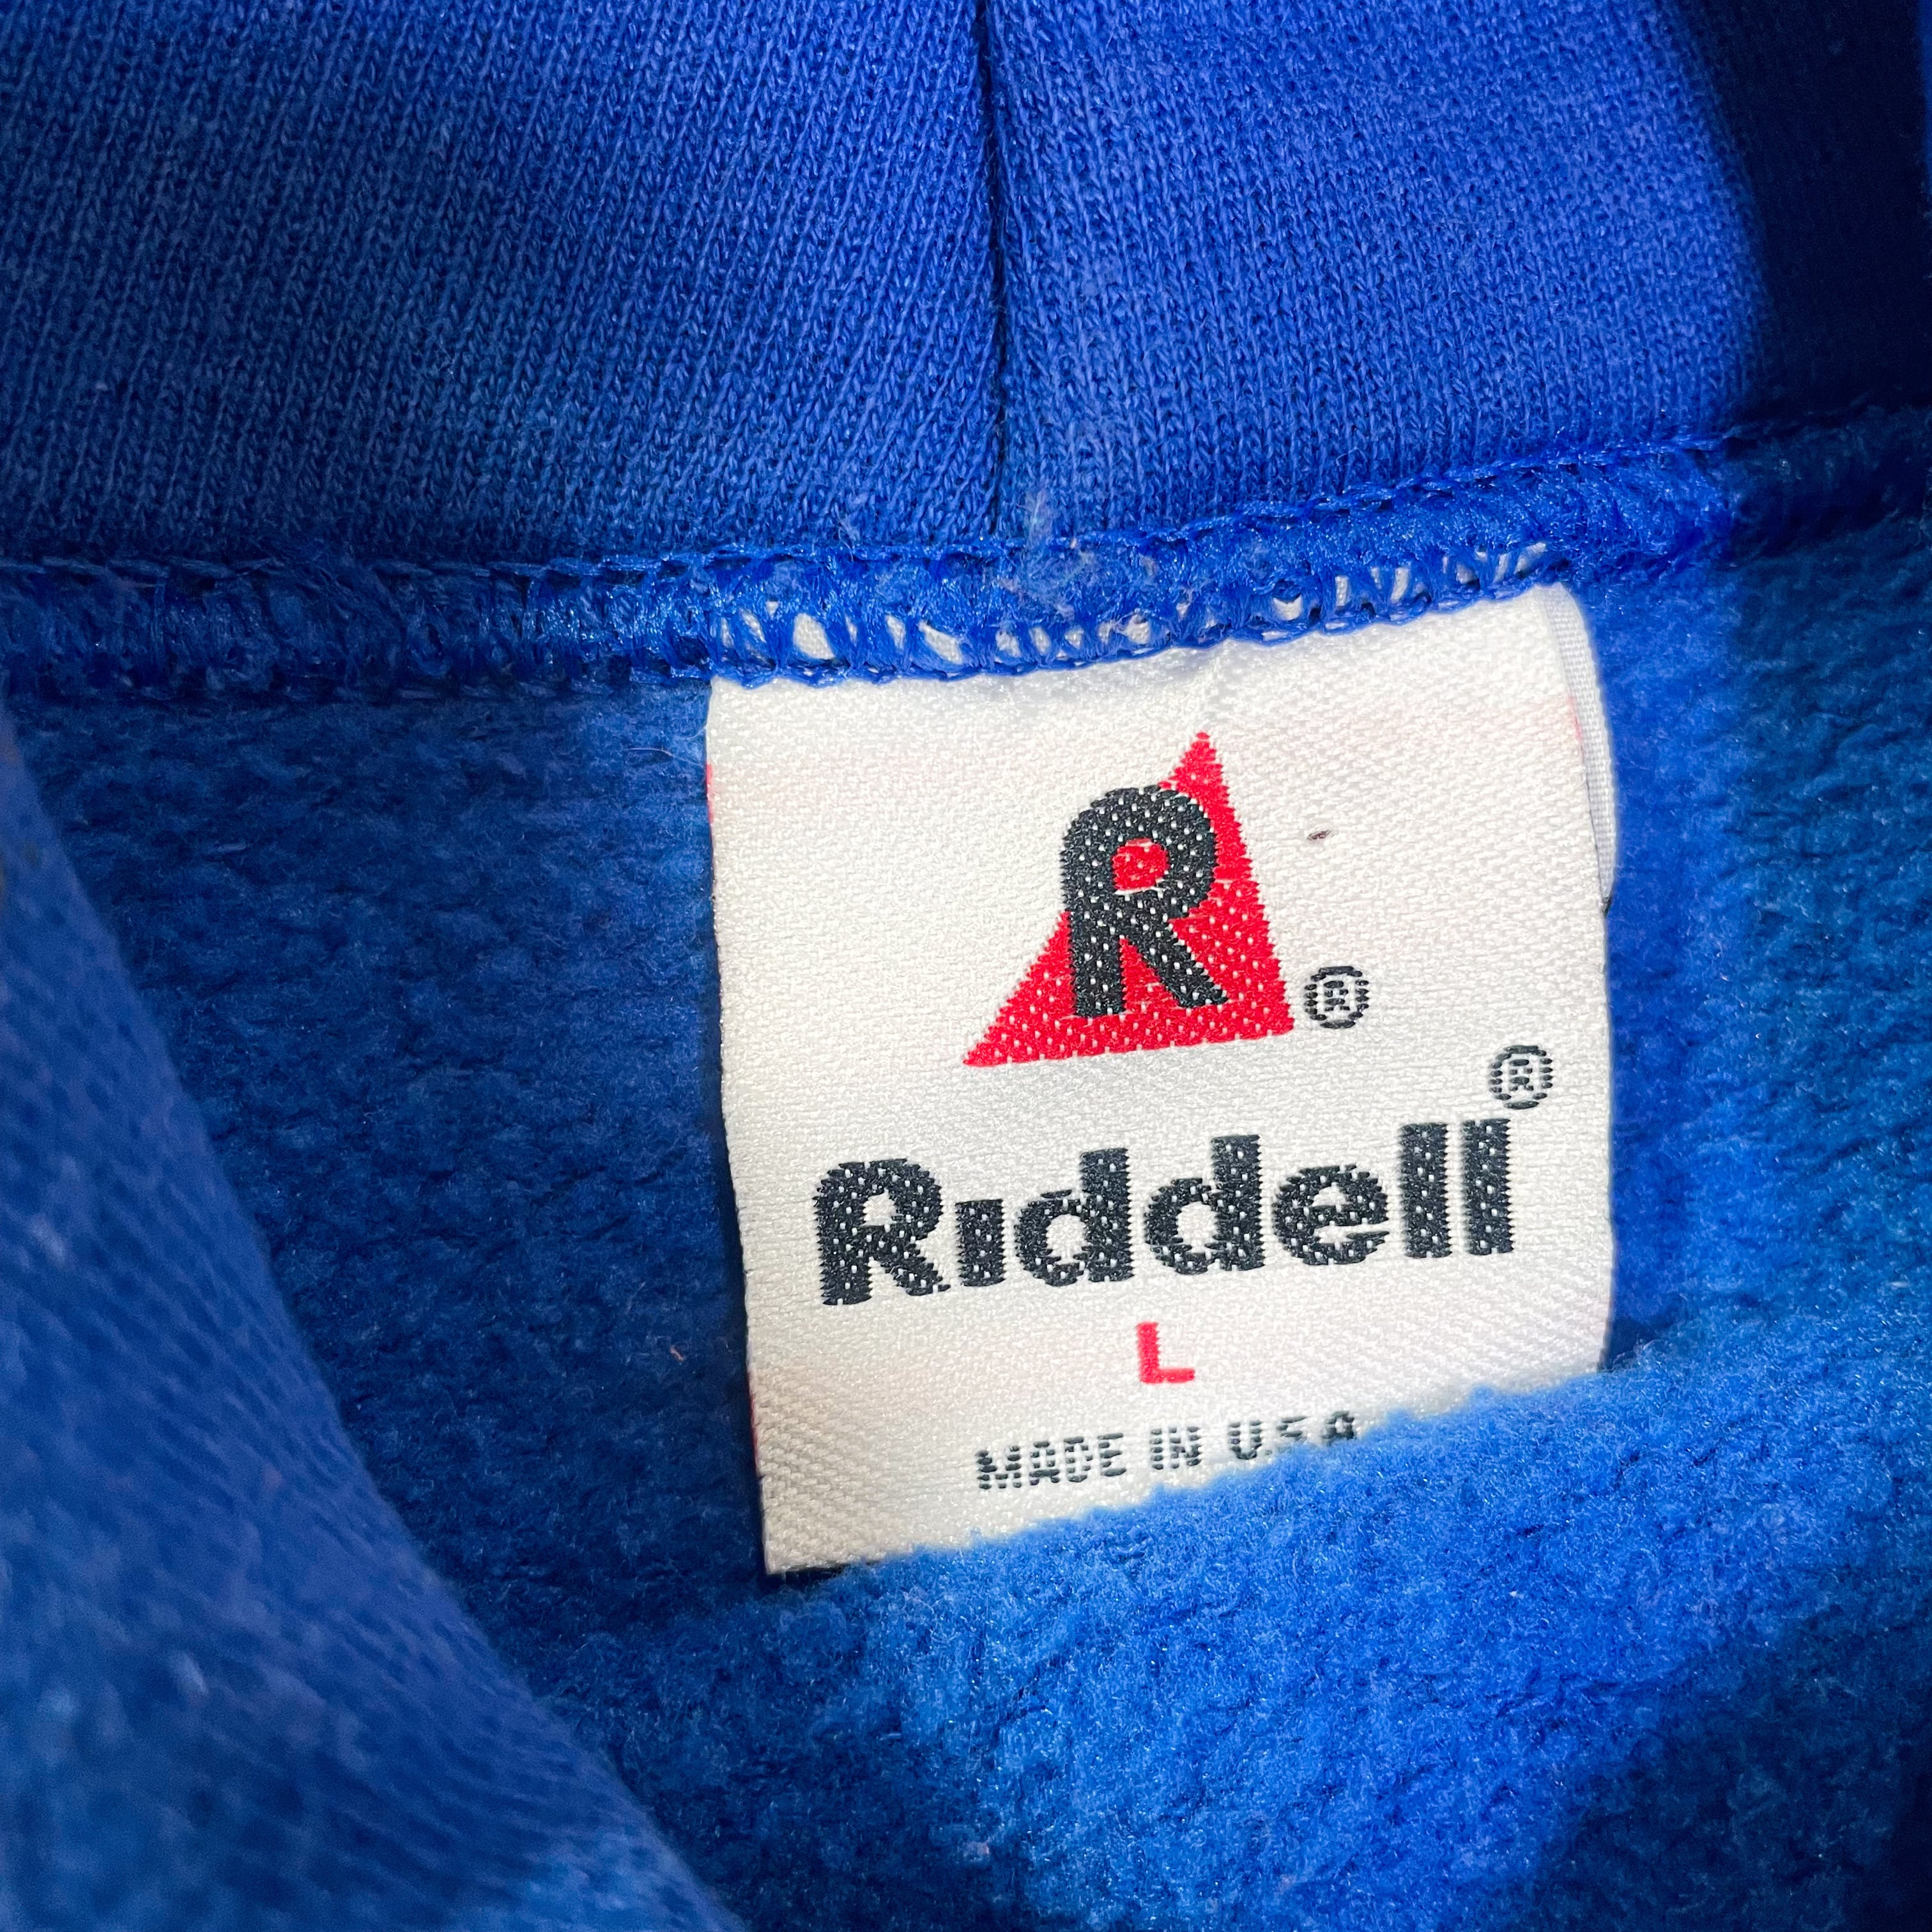 R ®
Riddell ®
L
MADE IN U.S.A